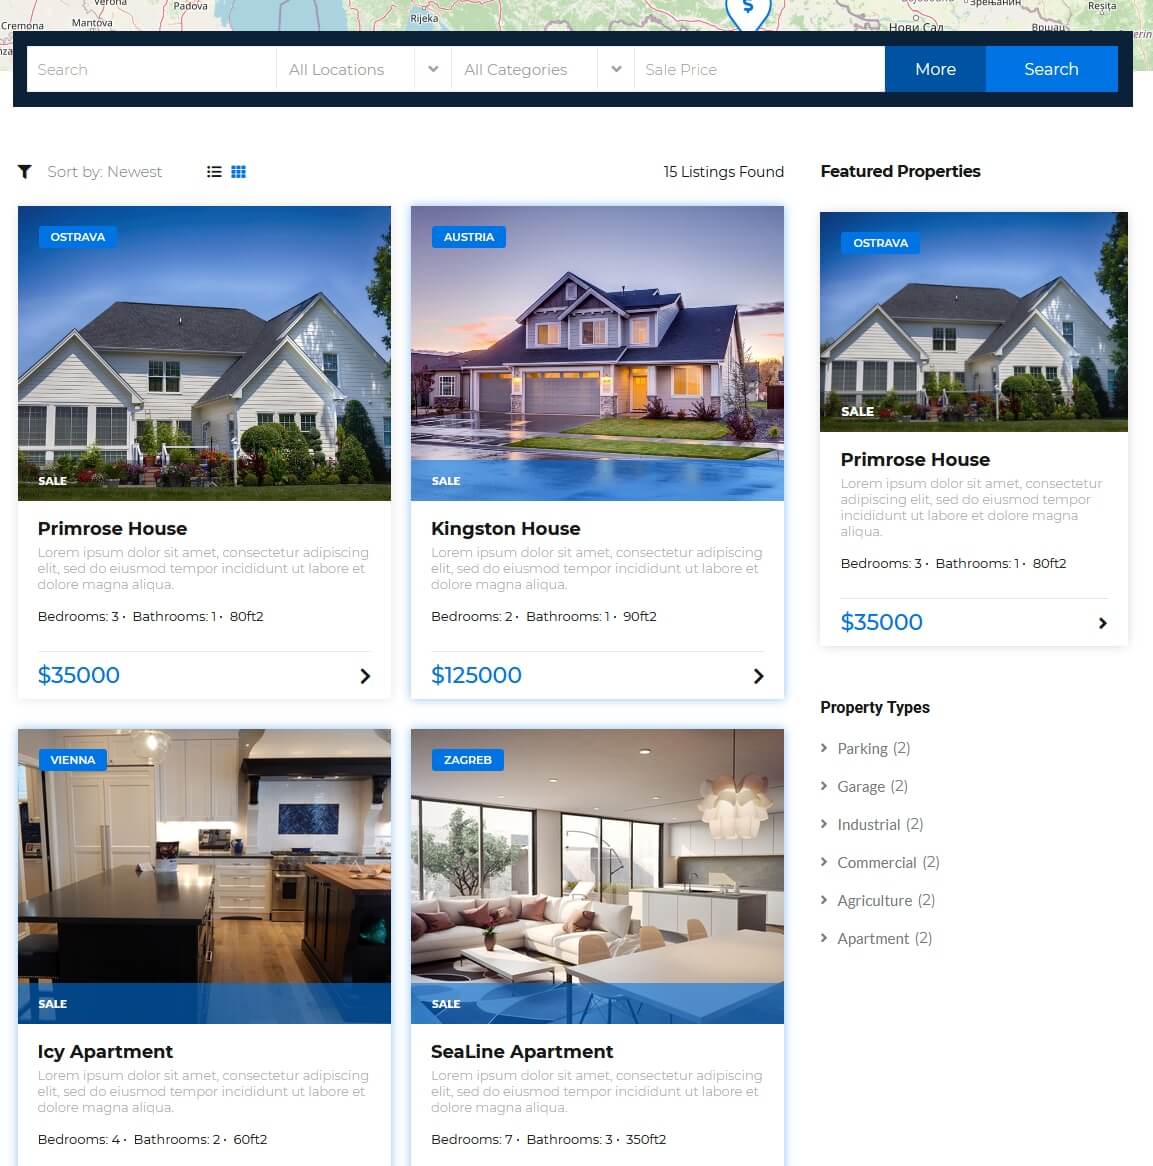 Verona
Padova
Cremona
Mantova
Rijeka
Зрењанин
Reșița
Нови Сад
Вршац
Search
All Locations
All Categories
Sale Price
More
Search
Sort by: Newest
15 Listings Found
OSTRAVA
SALE
Primrose House
Lorem ipsum dolor sit amet, consectetur adipiscing
elit, sed do eiusmod tempor incididunt ut labore et
dolore magna aliqua.
Bedrooms: 3 · Bathrooms: 1 · 80ft2
$35000
AUSTRIA
SALE
Kingston House
Lorem ipsum dolor sit amet, consectetur adipiscing
elit, sed do eiusmod tempor incididunt ut labore et
dolore magna aliqua.
Bedrooms: 2 · Bathrooms: 1 · 90ft2
$125000
VIENNA
SALE
Icy Apartment
Lorem ipsum dolor sit amet, consectetur adipiscing
elit, sed do eiusmod tempor incididunt ut labore et
dolore magna aliqua.
Bedrooms: 4 · Bathrooms: 2 · 60ft2
ZAGREB
SALE
SeaLine Apartment
Lorem ipsum dolor sit amet, consectetur adipiscing
elit, sed do eiusmod tempor incididunt ut labore et
dolore magna aliqua.
Bedrooms: 7 · Bathrooms: 3 · 350ft2
Featured Properties
OSTRAVA
SALE
Primrose House
Lorem ipsum dolor sit amet, consectetur
adipiscing elit, sed do eiusmod tempor
incididunt ut labore et dolore magna
aliqua.
Bedrooms: 3 · Bathrooms: 1 · 80ft2
$35000
Property Types
Parking (2)
Garage (2)
Industrial (2)
Commercial (2)
Agriculture (2)
Apartment (2)